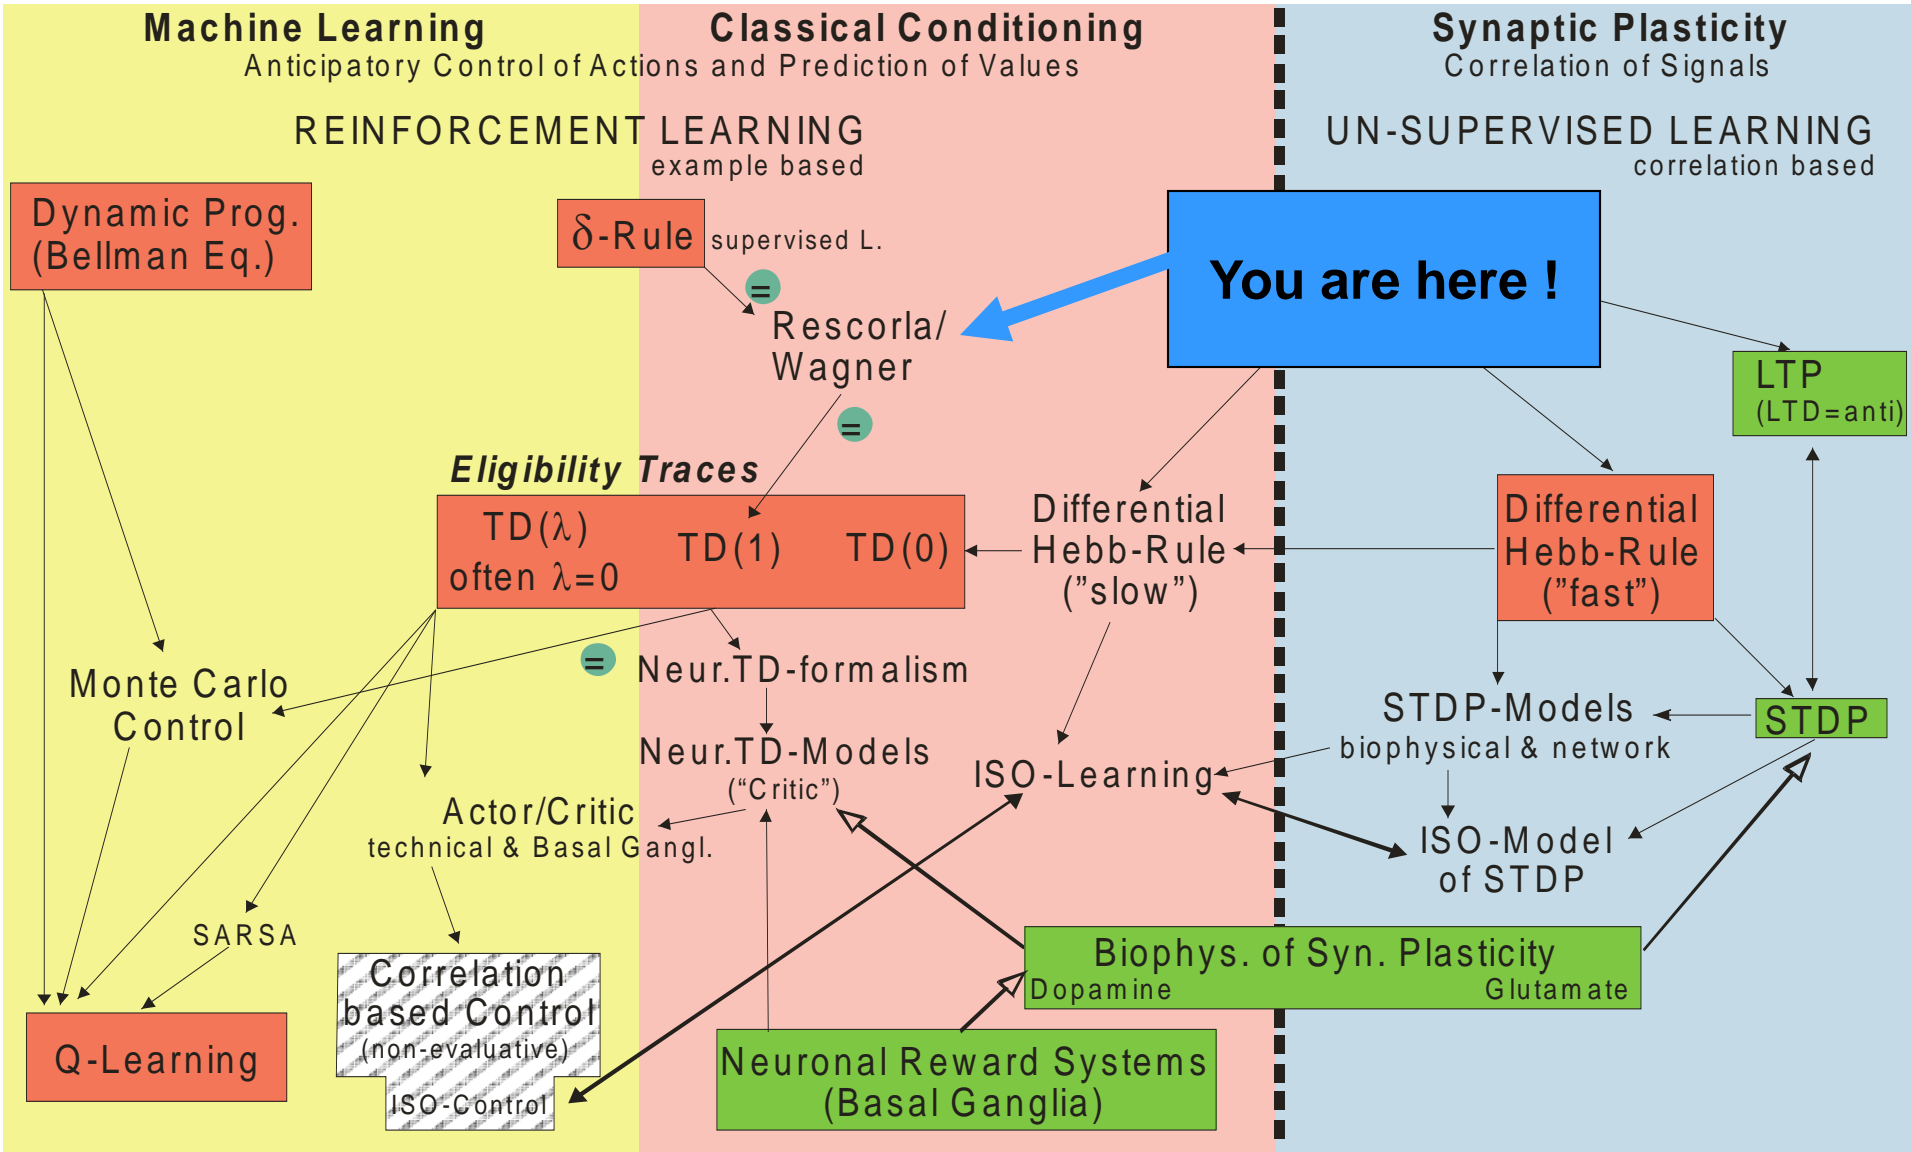 Machine Learning
Classical Conditioning
Synaptic Plasticity
Anticipatory Control of Actions and Prediction of Values
Correlation of Signals
REINFORCEMENT LEARNING
example based
UN-SUPERVISED LEARNING
correlation based
Dynamic Prog.
(Bellman Eq.)
δ-Rule
supervised L.
=
Rescorla/
Wagner
You are here !
LTP
(LTD=anti)
=
Eligibility Traces
TD(λ)
often λ=0
TD(1)
TD(0)
Differential
Hebb-Rule
("slow")
Differential
Hebb-Rule
("fast")
=
Monte Carlo
Control
Neur.TD-formalism
Neur.TD-Models
(“Critic”)
ISO-Learning
STDP-Models
biophysical & network
STDP
Actor/Critic
technical & Basal Gangl.
ISO-Model
of STDP
SARSA
Correlation
based Control
(non-evaluative)
ISO-Control
Biophys. of Syn. Plasticity
Dopamine
Glutamate
Q-Learning
Neuronal Reward Systems
(Basal Ganglia)